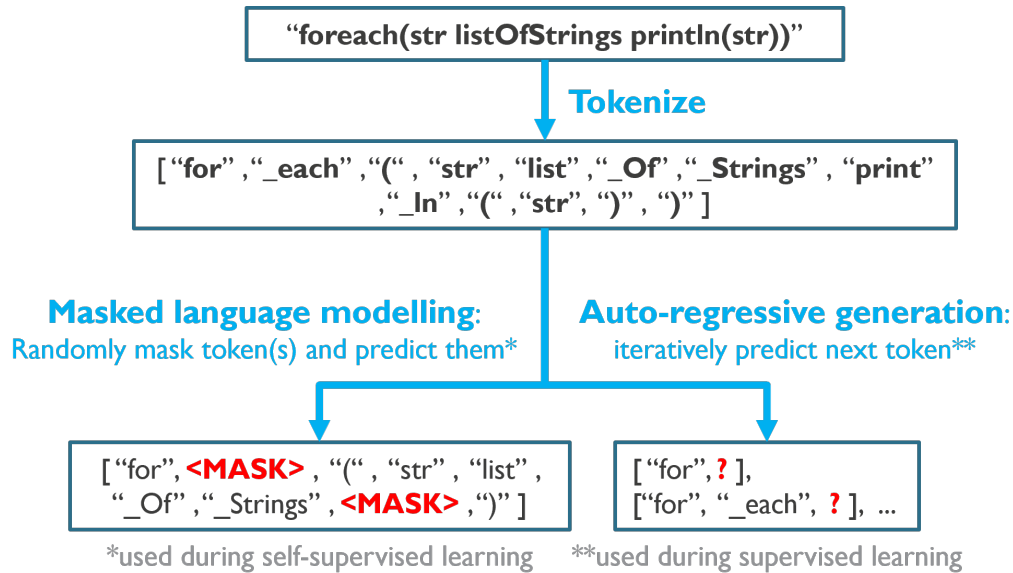 “foreach(str listOfStrings println(str))”
Tokenize
[ “for” ,“_each” ,“(“ , “str” , “list” ,“_Of” ,“_Strings” , “print”
,“_ln” ,“(“ ,“str”, “)” , “)” ]
Masked language modelling:
Randomly mask token(s) and predict them*
Auto-regressive generation:
iteratively predict next token**
[ “for”, <MASK> , “(“ , “str” , “list” ,
“_Of” ,“_Strings” , <MASK> ,“)” ]
[ “for”, ? ],
[“for”, “_each”, ? ], ...
*used during self-supervised learning
**used during supervised learning